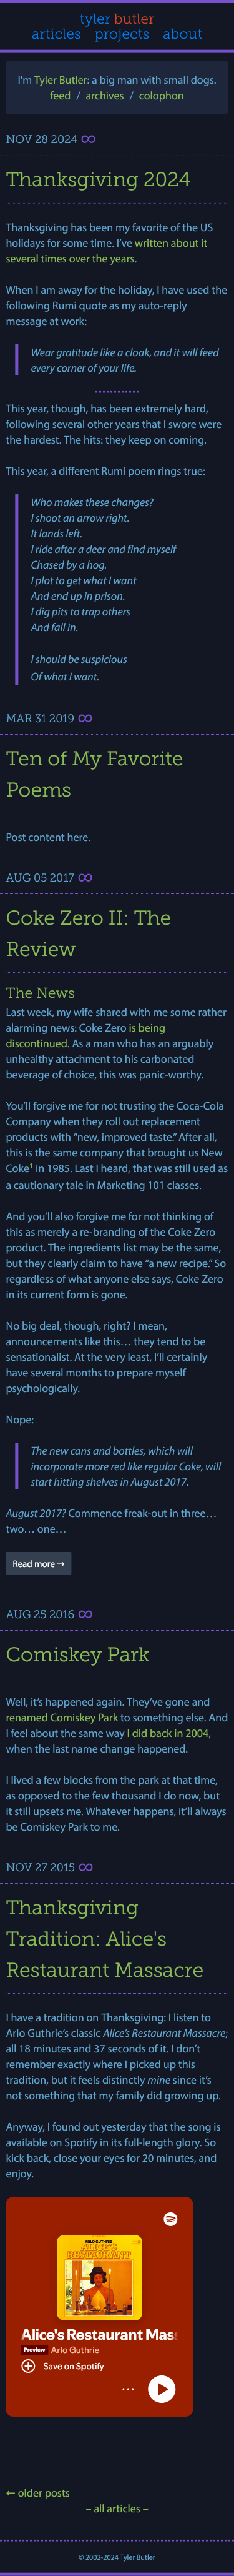 tyler butler
articles projects about
I'm Tyler Butler: a big man with small dogs.
feed / archives / colophon
NOV 28 2024 ∞
Thanksgiving 2024
Thanksgiving has been my favorite of the US
holidays for some time. I've written about it
several times over the years.
When I am away for the holiday, I have used the
following Rumi quote as my auto-reply
message at work:
Wear gratitude like a cloak, and it will feed
every corner of your life.
This year, though, has been extremely hard,
following several other years that I swore were
the hardest. The hits: they keep on coming.
This year, a different Rumi poem rings true:
Who makes these changes?
I shoot an arrow right.
It lands left.
I ride after a deer and find myself
Chased by a hog.
I plot to get what I want
And end up in prison.
I dig pits to trap others
And fall in.
I should be suspicious
Of what I want.
MAR 31 2019 ∞
Ten of My Favorite
Poems
Post content here.
AUG 05 2017 ∞
Coke Zero II: The
Review
The News
Last week, my wife shared with me some rather
alarming news: Coke Zero is being
discontinued. As a man who has an arguably
unhealthy attachment to his carbonated
beverage of choice, this was panic-worthy.
You'll forgive me for not trusting the Coca-Cola
Company when they roll out replacement
products with “new, improved taste.” After all,
this is the same company that brought us New
Coke¹ in 1985. Last I heard, that was still used as
a cautionary tale in Marketing 101 classes.
And you'll also forgive me for not thinking of
this as merely a re-branding of the Coke Zero
product. The ingredients list may be the same,
but they clearly claim to have “a new recipe.” So
regardless of what anyone else says, Coke Zero
in its current form is gone.
No big deal, though, right? I mean,
announcements like this… they tend to be
sensationalist. At the very least, I'll certainly
have several months to prepare myself
psychologically.
Nope:
The new cans and bottles, which will
incorporate more red like regular Coke, will
start hitting shelves in August 2017.
August 2017? Commence freak-out in three…
two… one…
Read more →
AUG 25 2016 ∞
Comiskey Park
Well, it's happened again. They've gone and
renamed Comiskey Park to something else. And
I feel about the same way I did back in 2004,
when the last name change happened.
I lived a few blocks from the park at that time,
as opposed to the few thousand I do now, but
it still upsets me. Whatever happens, it'll always
be Comiskey Park to me.
NOV 27 2015 ∞
Thanksgiving
Tradition: Alice's
Restaurant Massacre
I have a tradition on Thanksgiving: I listen to
Arlo Guthrie's classic Alice's Restaurant Massacre;
all 18 minutes and 37 seconds of it. I don't
remember exactly where I picked up this
tradition, but it feels distinctly mine since it's
not something that my family did growing up.
Anyway, I found out yesterday that the song is
available on Spotify in its full-length glory. So
kick back, close your eyes for 20 minutes, and
enjoy.
ARLO GUTHRIE
ALICE'S
RESTAURANT
Alice's Restaurant Mas
Preview Arlo Guthrie
Save on Spotify
← older posts
– all articles –
© 2002-2024 Tyler Butler